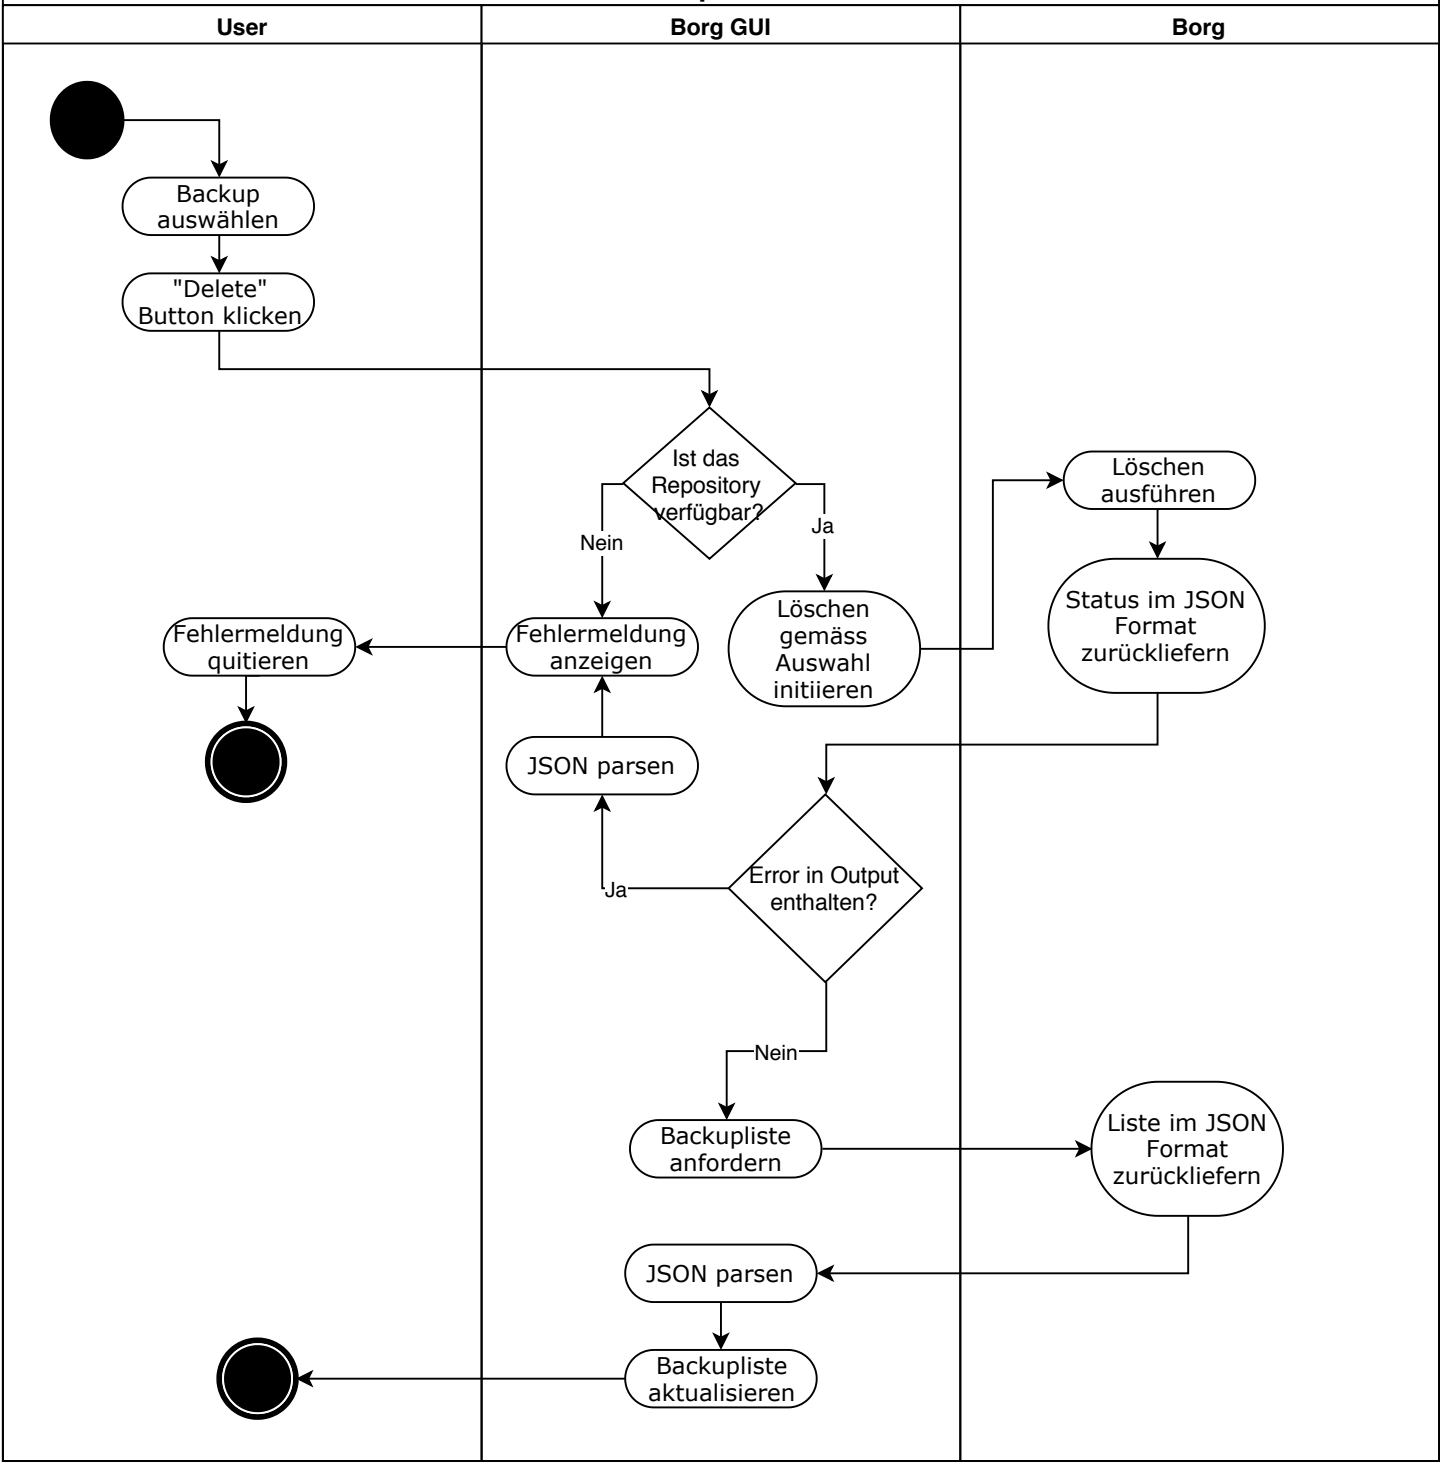 User
Borg GUI
Borg
Backup
auswählen
"Delete"
Button klicken
Ist das
Repository
verfügbar?
Nein
Ja
Löschen
ausführen
Status im JSON
Format
zurückliefern
Fehlermeldung
quitieren
Fehlermeldung
anzeigen
Löschen
gemäss
Auswahl
initiieren
JSON parsen
Error in Output
enthalten?
Ja
Nein
Backupliste
anfordern
Liste im JSON
Format
zurückliefern
JSON parsen
Backupliste
aktualisieren